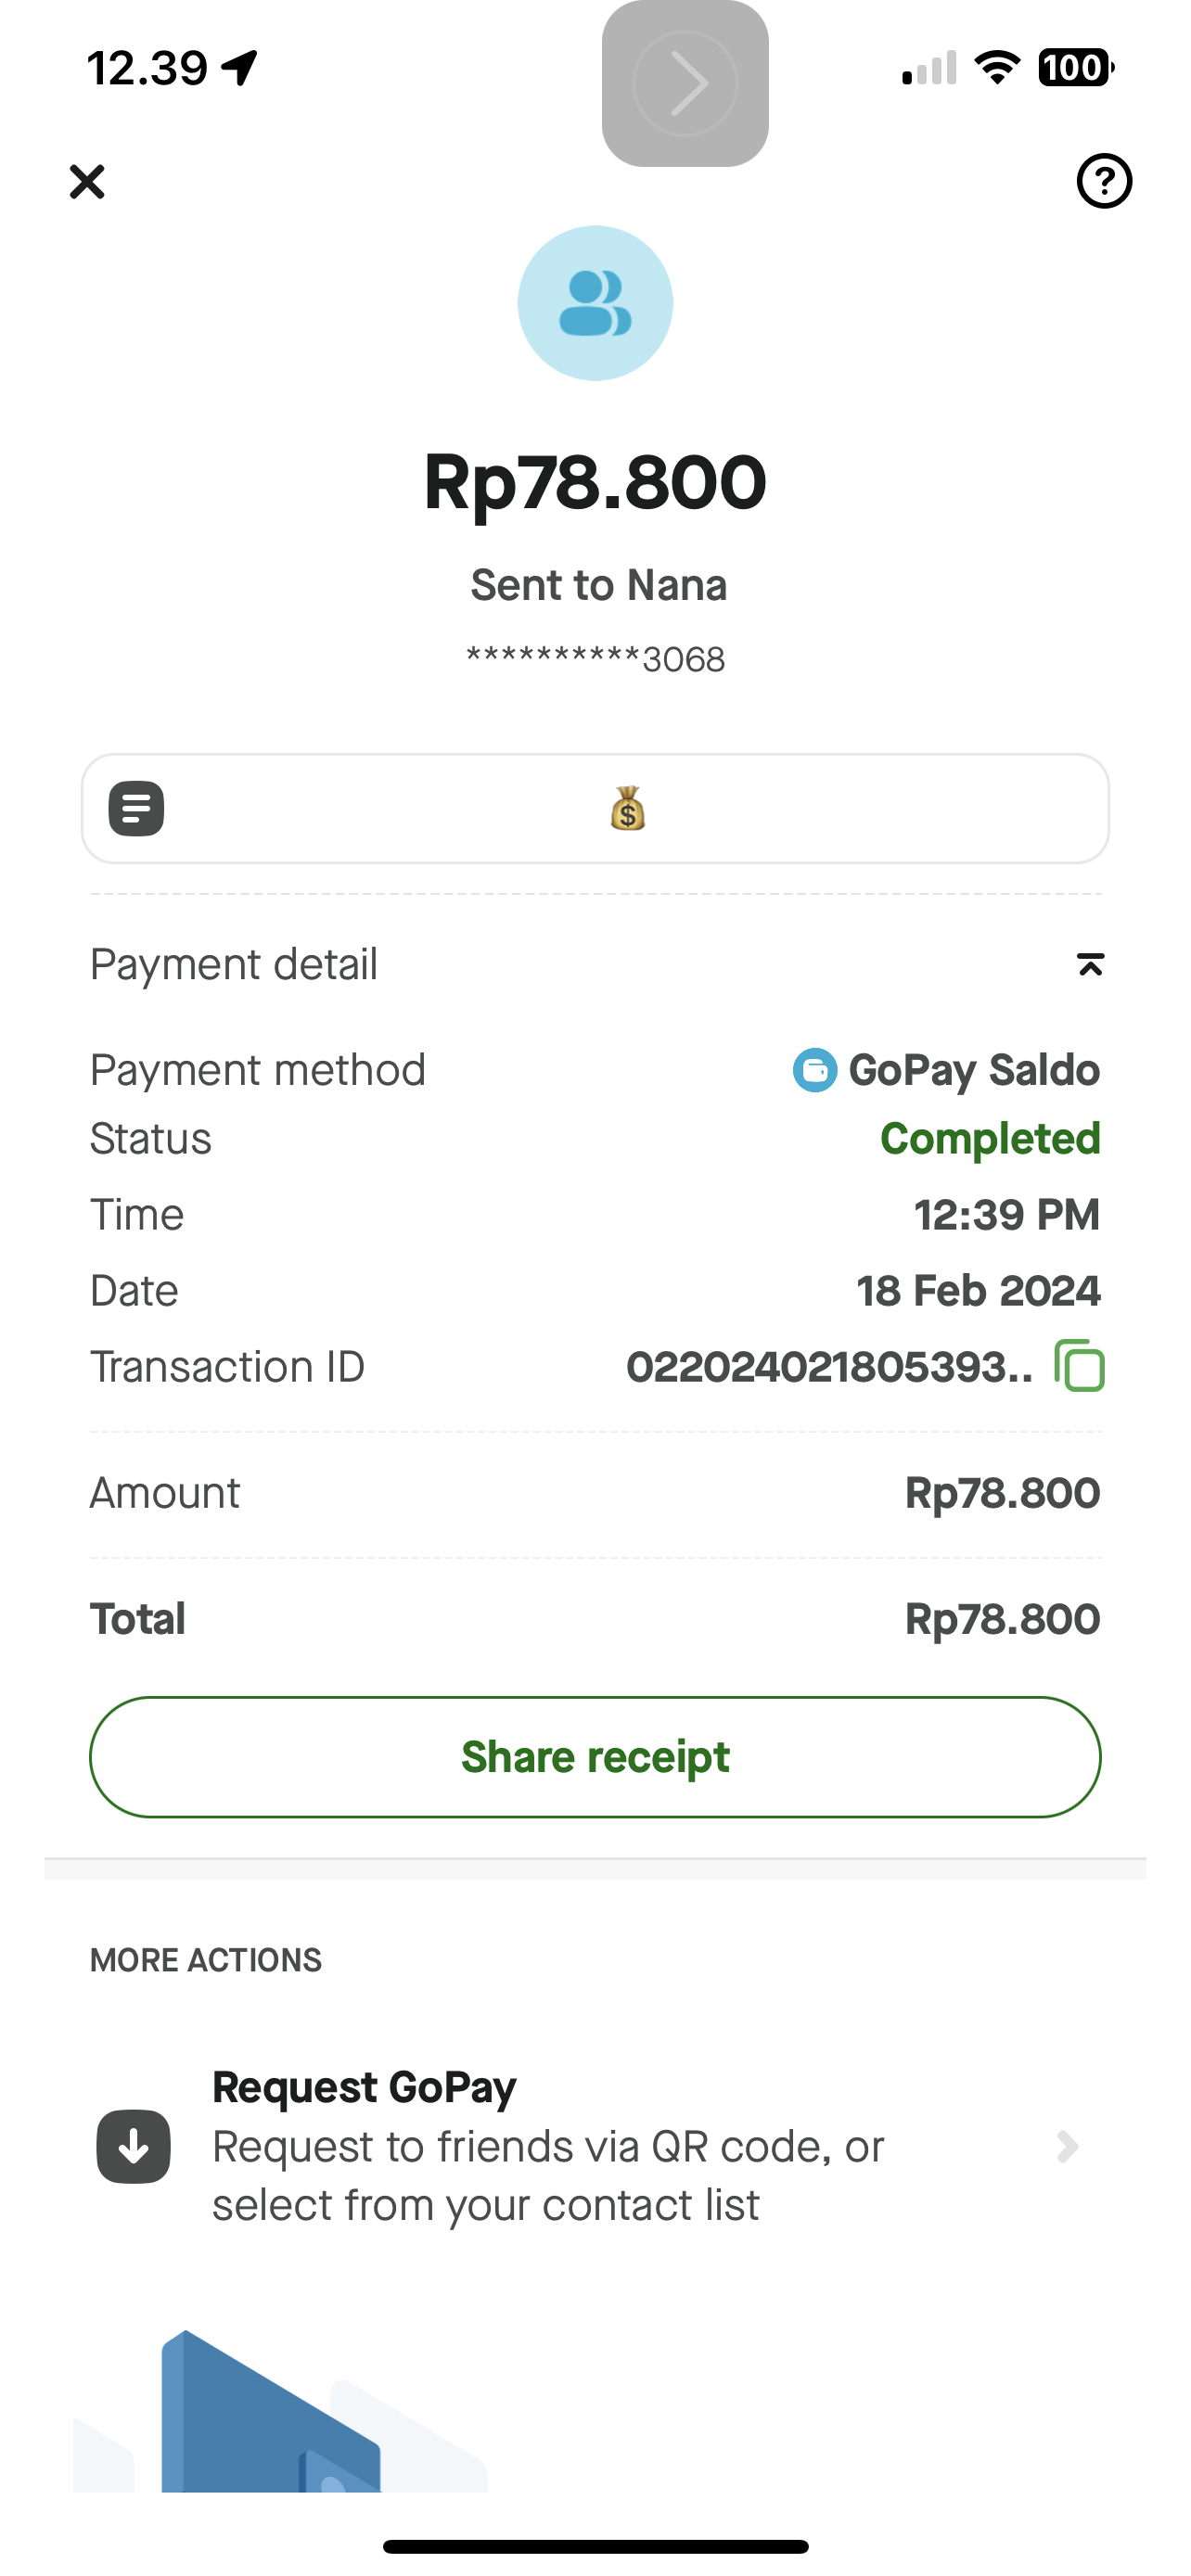 12.39
100
Rp78.800
Sent to Nana
**********3068
Payment detail
Payment method GoPay Saldo
Status Completed
Time 12:39 PM
Date 18 Feb 2024
Transaction ID 022024021805393..
Amount Rp78.800
Total Rp78.800
Share receipt
MORE ACTIONS
Request GoPay
Request to friends via QR code, or
select from your contact list